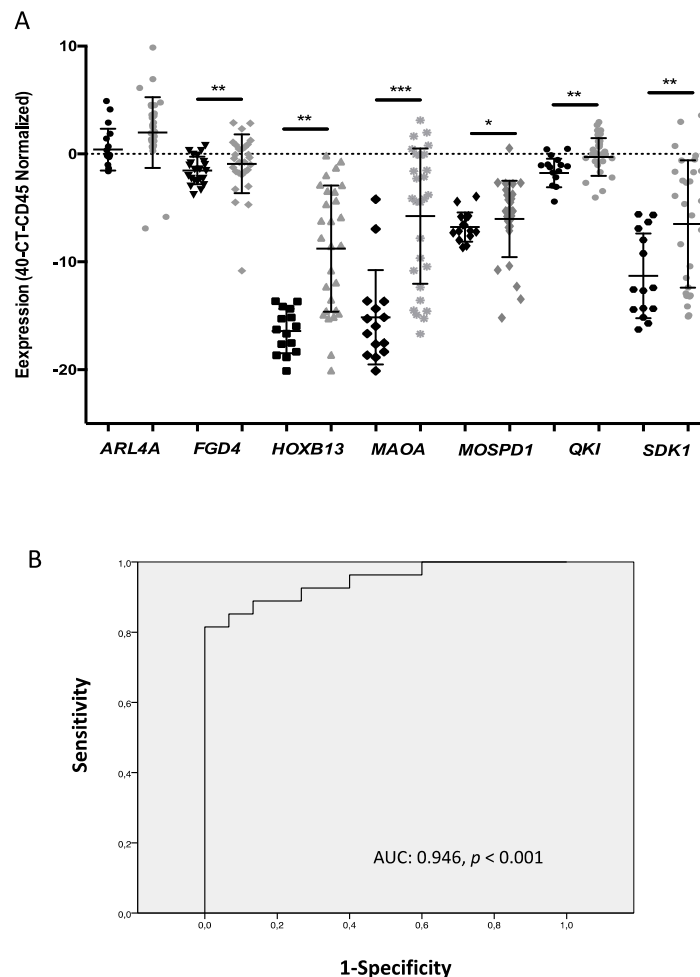 A
Eexpression (40-CT-CD45 Normalized)
10
0
-10
-20
** ** *** * ** **
ARL4A FGD4 HOXB13 MAOA MOSPD1 QKI SDK1
B
Sensitivity
1,0
0,8
0,6
0,4
0,2
0,0
AUC: 0.946, p < 0.001
0,0 0,2 0,4 0,6 0,8 1,0
1-Specificity